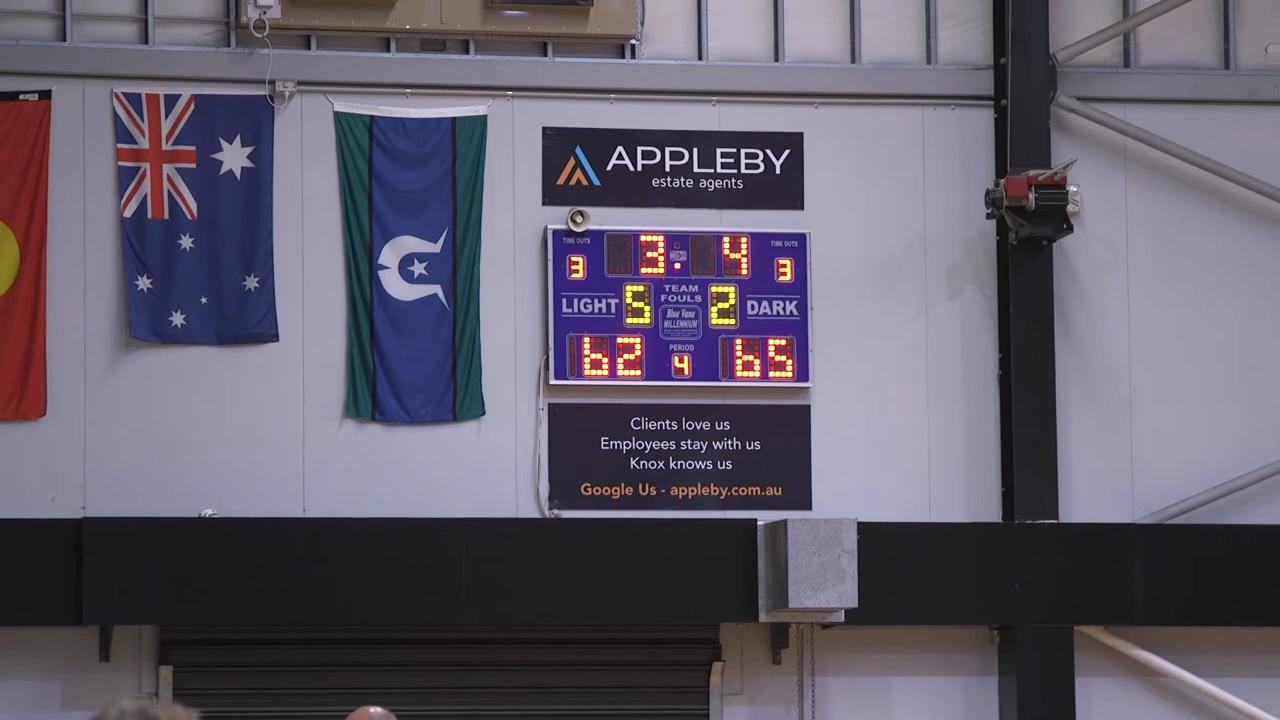 APPLEBY
estate agents
TIME OUTS
3.4
TIME OUTS
3
3
LIGHT
5
TEAM
FOULS
2
DARK
Blue Vane
MILLENNIUM
62
PERIOD
4
65
Clients love us
Employees stay with us
Knox knows us
Google Us - appleby.com.au